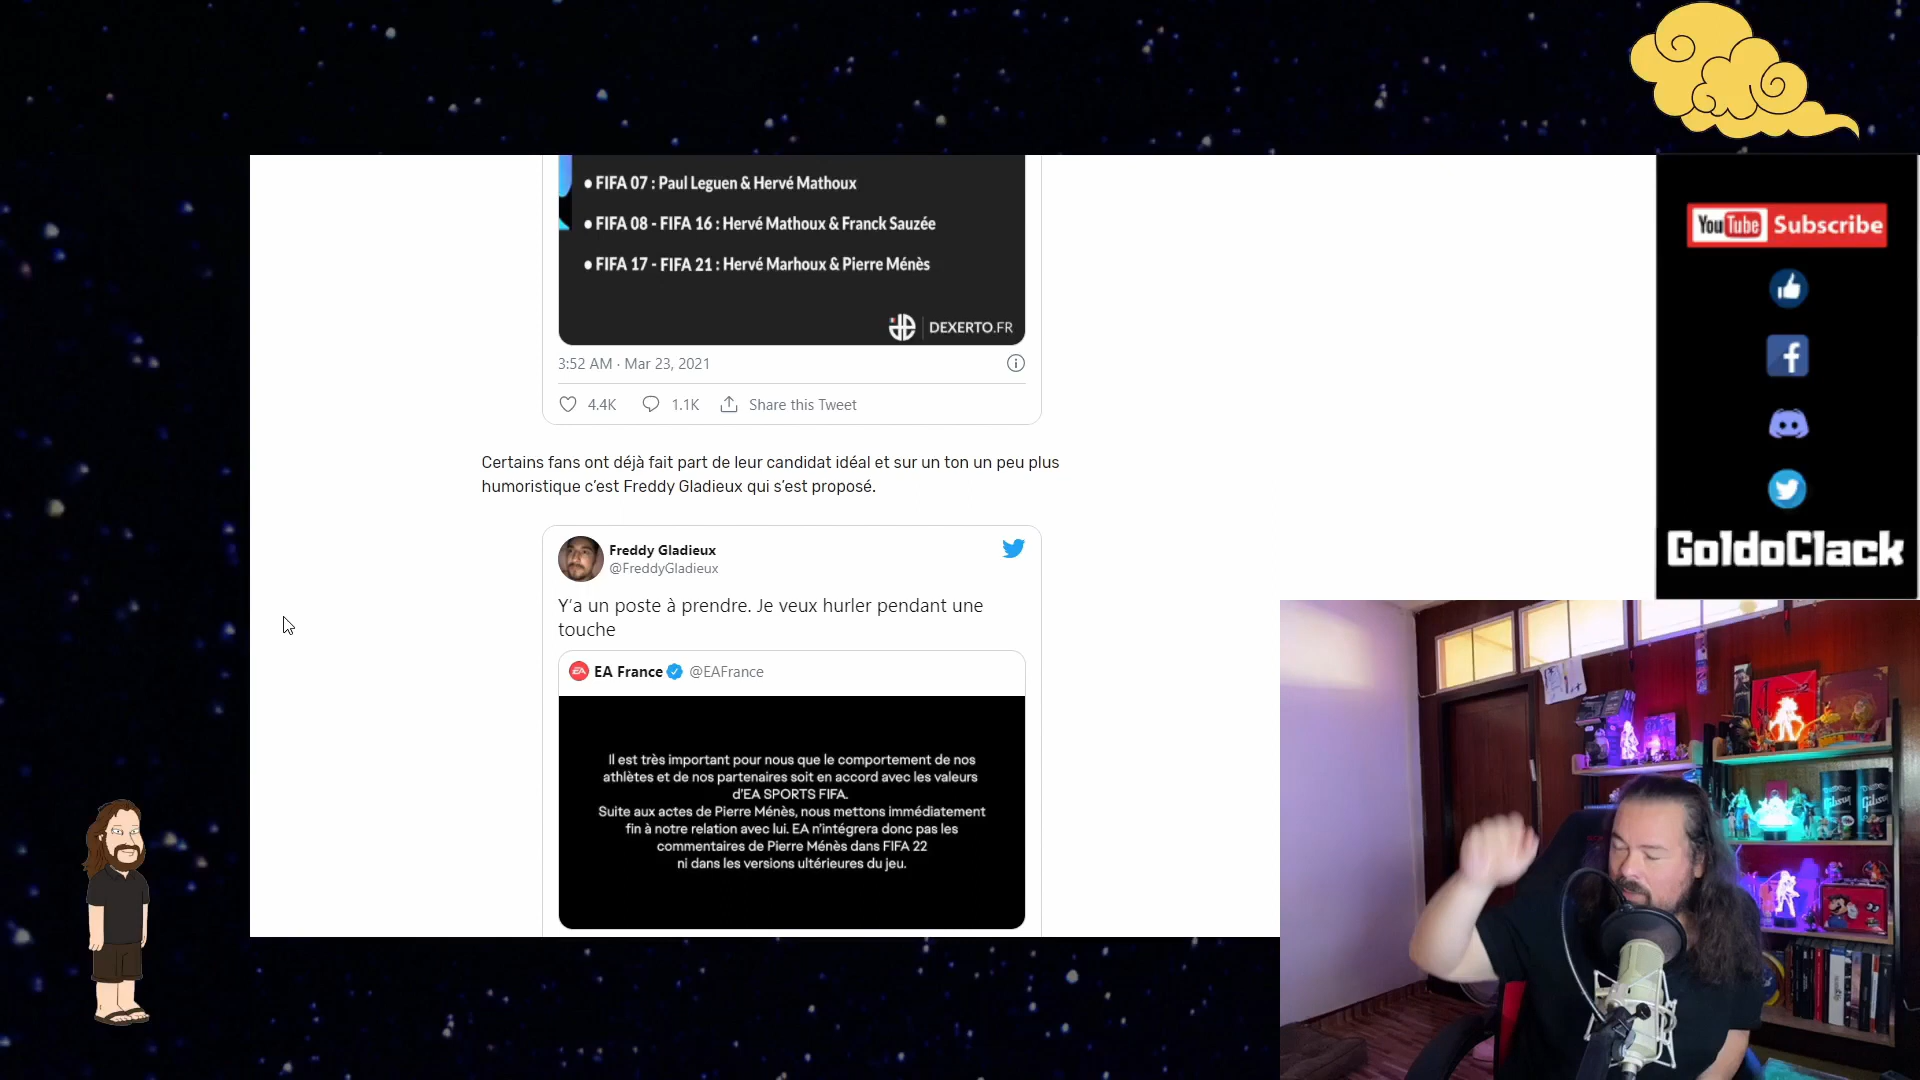 • FIFA 07 : Paul Leguen & Hervé Mathoux
• FIFA 08 - FIFA 16 : Hervé Mathoux & Franck Sauzée
• FIFA 17 - FIFA 21 : Hervé Marhoux & Pierre Ménès
DEXERTO.FR
3:52 AM · Mar 23, 2021
4.4K 1.1K Share this Tweet
Certains fans ont déjà fait part de leur candidat idéal et sur un ton un peu plus
humoristique c’est Freddy Gladieux qui s’est proposé.
Freddy Gladieux
@FreddyGladieux
Y'a un poste à prendre. Je veux hurler pendant une
touche
EA EA France @EAFrance
Il est très important pour nous que le comportement de nos
athlètes et de nos partenaires soit en accord avec les valeurs
d'EA SPORTS FIFA.
Suite aux actes de Pierre Ménès, nous mettons immédiatement
fin à notre relation avec lui. EA n'intégrera donc pas les
commentaires de Pierre Ménès dans FIFA 22
ni dans les versions ultérieures du jeu.
YouTube Subscribe
GoldoClack
Gibson
Gibson